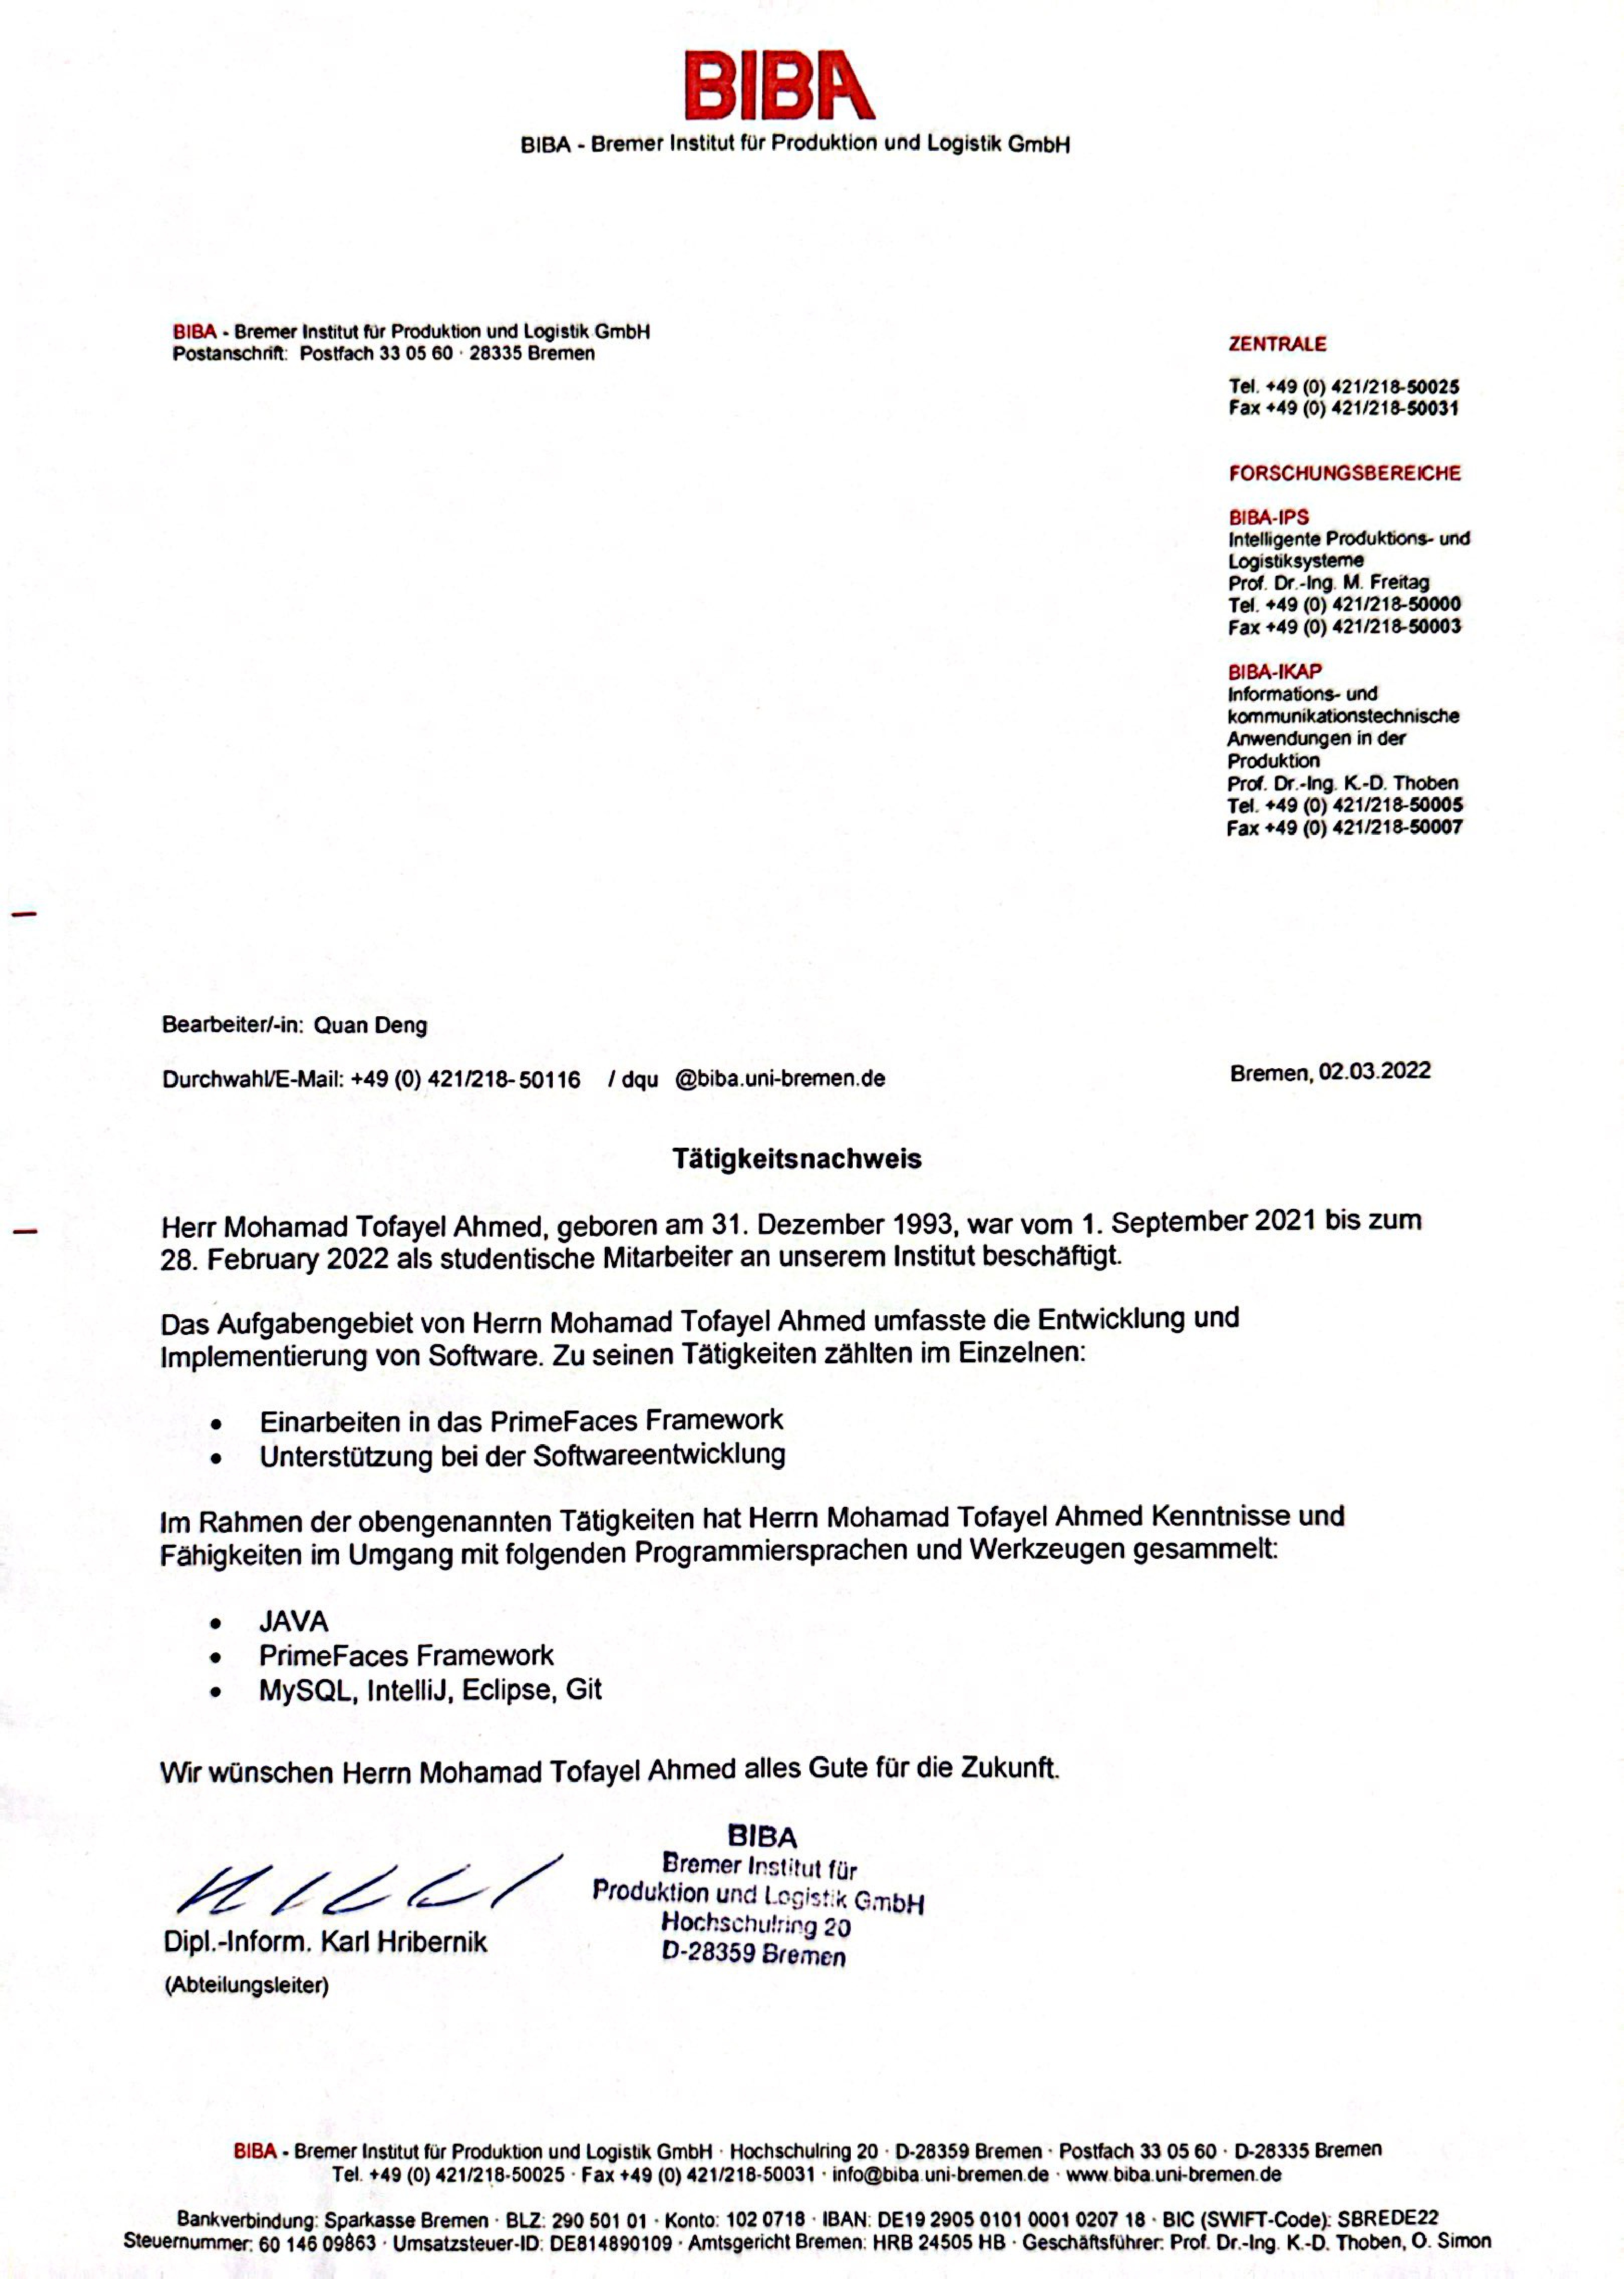 BIBA
BIBA - Bremer Institut für Produktion und Logistik GmbH
BIBA - Bremer Institut für Produktion und Logistik GmbH
Postanschrift: Postfach 33 05 60 · 28335 Bremen
ZENTRALE
Tel. +49 (0) 421/218-50025
Fax +49 (0) 421/218-50031
FORSCHUNGSBEREICHE
BIBA-IPS
Intelligente Produktions- und
Logistiksysteme
Prof. Dr.-Ing. M. Freitag
Tel. +49 (0) 421/218-50000
Fax +49 (0) 421/218-50003
BIBA-IKAP
Informations- und
kommunikationstechnische
Anwendungen in der
Produktion
Prof. Dr.-Ing. K.-D. Thoben
Tel. +49 (0) 421/218-50005
Fax +49 (0) 421/218-50007
Bearbeiter/-in: Quan Deng
Durchwahl/E-Mail: +49 (0) 421/218- 50116 / dqu @biba.uni-bremen.de
Bremen, 02.03.2022
Tätigkeitsnachweis
Herr Mohamad Tofayel Ahmed, geboren am 31. Dezember 1993, war vom 1. September 2021 bis zum
28. February 2022 als studentische Mitarbeiter an unserem Institut beschäftigt.
Das Aufgabengebiet von Herrn Mohamad Tofayel Ahmed umfasste die Entwicklung und
Implementierung von Software. Zu seinen Tätigkeiten zählten im Einzelnen:
• Einarbeiten in das PrimeFaces Framework
• Unterstützung bei der Softwareentwicklung
Im Rahmen der obengenannten Tätigkeiten hat Herrn Mohamad Tofayel Ahmed Kenntnisse und
Fähigkeiten im Umgang mit folgenden Programmiersprachen und Werkzeugen gesammelt:
• JAVA
• PrimeFaces Framework
• MySQL, IntelliJ, Eclipse, Git
Wir wünschen Herrn Mohamad Tofayel Ahmed alles Gute für die Zukunft.
BIBA
Bremer Institut für
Produktion und Logistik GmbH
Hochschulring 20
D-28359 Bremen
Dipl.-Inform. Karl Hribernik
(Abteilungsleiter)
BIBA - Bremer Institut für Produktion und Logistik GmbH · Hochschulring 20 · D-28359 Bremen · Postfach 33 05 60 · D-28335 Bremen
Tel. +49 (0) 421/218-50025 · Fax +49 (0) 421/218-50031 · info@biba.uni-bremen.de · www.biba.uni-bremen.de
Bankverbindung: Sparkasse Bremen · BLZ: 290 501 01 · Konto: 102 0718 · IBAN: DE19 2905 0101 0001 0207 18 · BIC (SWIFT-Code): SBREDE22
Steuernummer: 60 146 09863 · Umsatzsteuer-ID: DE814890109 · Amtsgericht Bremen: HRB 24505 HB · Geschäftsführer: Prof. Dr.-Ing. K.-D. Thoben, O. Simon